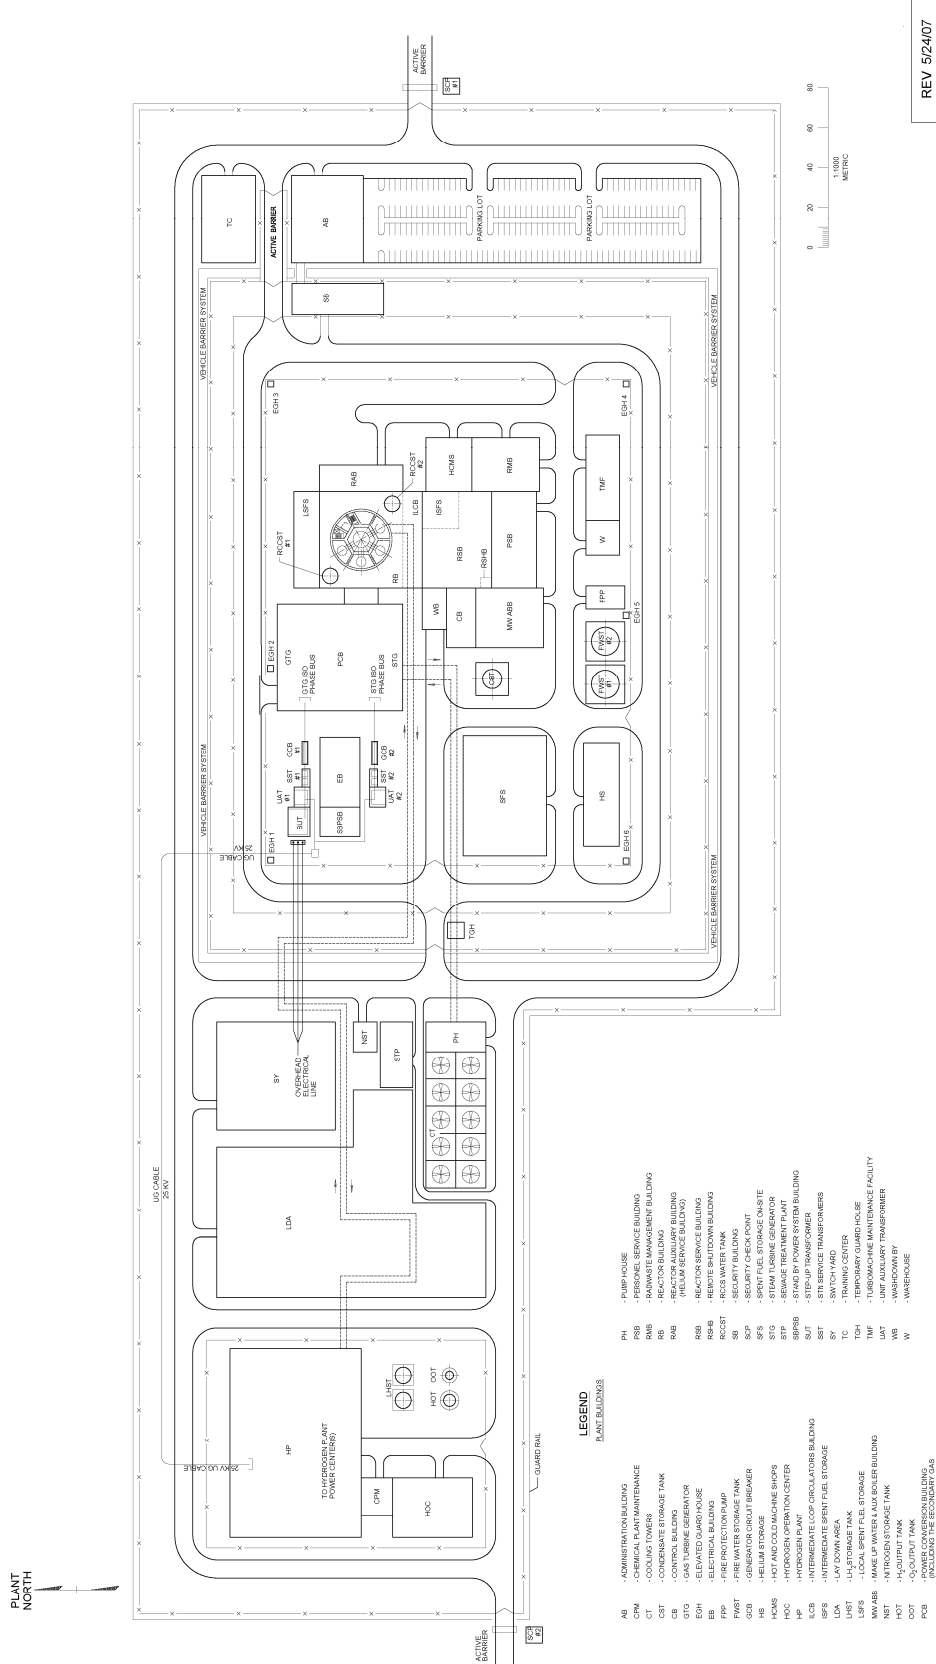 REV 5/24/07
PLANT
NORTH
ACTIVE
BARRIER
SCP
#1
0
20
40
60
80
1:1000
METRIC
TC
ACTIVE BARRIER
AB
PARKING LOT
PARKING LOT
SB
VEHICLE BARRIER SYSTEM
VEHICLE BARRIER SYSTEM
EGH 3
EGH 4
RAB
RCCST
#2
HCMS
RMB
LSFS
ILCB
ISFS
TMF
W
RCCST
#1
RB
RSB
RSHB
PSB
FPP
EGH 5
WB
CB
MW ABB
FWST
#2
FWST
#1
EGH 2
GTG
PCB
STG
GTG ISO
PHASE BUS
STG ISO
PHASE BUS
CST
GCB
#1
GCB
#2
SST
#1
SST
#2
UAT
#1
UAT
#2
EB
SUT
SBPSB
SFS
HS
VEHICLE BARRIER SYSTEM
VEHICLE BARRIER SYSTEM
25 KV
UG CABLE
EGH 1
EGH 6
TGH
SY
OVERHEAD
ELECTRICAL
LINE
NST
STP
PH
CT
UG CABLE
25 KV
LDA
HP
TO HYDROGEN PLANT
POWER CENTER(S)
25KV UG CABLE
LHST
HOT
OOT
CPM
HOC
GUARD RAIL
ACTIVE
BARRIER
SCP
#2
LEGEND
PLANT BUILDINGS
AB - ADMINISTRATION BUILDING
CPM - CHEMICAL PLANT MAINTENANCE
CT - COOLING TOWERS
CST - CONDENSATE STORAGE TANK
CB - CONTROL BUILDING
GTG - GAS TURBINE GENERATOR
EGH - ELEVATED GUARD HOUSE
EB - ELECTRICAL BUILDING
FPP - FIRE PROTECTION PUMP
FWST - FIRE WATER STORAGE TANK
GCB - GENERATOR CIRCUIT BREAKER
HS - HELIUM STORAGE
HCMS - HOT AND COLD MACHINE SHOPS
HOC - HYDROGEN OPERATION CENTER
HP - HYDROGEN PLANT
ILCB - INTERMEDIATE LOOP CIRCULATORS BUILDING
ISFS - INTERMEDIATE SPENT FUEL STORAGE
LDA - LAY DOWN AREA
LHST - LH₂STORAGE TANK
LSFS - LOCAL SPENT FUEL STORAGE
MW ABB - MAKE UP WATER & AUX BOILER BUILDING
NST - NITROGEN STORAGE TANK
HOT - H₂OUTPUT TANK
OOT - O₂OUTPUT TANK
PCB - POWER CONVERSION BUILDING
(INCLUDING THE SECONDARY GAS
PH - PUMP HOUSE
PSB - PERSONEL SERVICE BUILDING
RMB - RADWASTE MANAGEMENT BUILDING
RB - REACTOR BUILDING
RAB - REACTOR AUXILIARY BUILDING
(HELIUM SERVICE BUILDING)
RSB - REACTOR SERVICE BUILDING
RSHB - REMOTE SHUTDOWN BUILDING
RCCST - RCCS WATER TANK
SB - SECURITY BUILDING
SCP - SECURITY CHECK POINT
SFS - SPENT FUEL STORAGE ON-SITE
STG - STEAM TURBINE GENERATOR
STP - SEWAGE TREATMENT PLANT
SBPSB - STAND BY POWER SYSTEM BUILDING
SUT - STEP-UP TRANSFORMER
SST - STN SERVICE TRANSFORMERS
SY - SWTCH YARD
TC - TRAINING CENTER
TGH - TEMPORARY GUARD HOUSE
TMF - TURBOMACHINE MAINTENANCE FACILITY
UAT - UNIT AUXILIARY TRANSFORMER
WB - WASHDOWN BY
W - WAREHOUSE